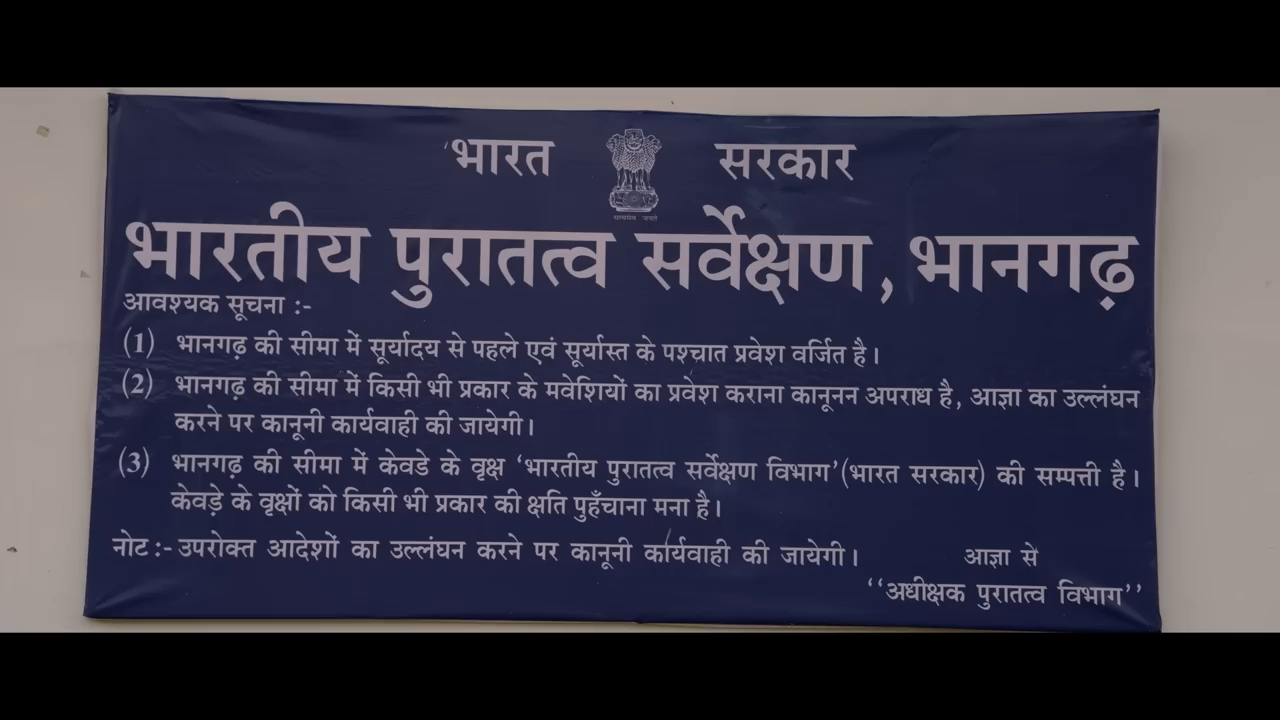 भारत सरकार
सत्यमेव जयते
भारतीय पुरातत्व सर्वेक्षण, भानगढ़
आवश्यक सूचना :-
(1) भानगढ़ की सीमा में सूर्योदय से पहले एवं सूर्यास्त के पश्चात प्रवेश वर्जित है।
(2) भानगढ़ की सीमा में किसी भी प्रकार के मवेशियों का प्रवेश कराना कानूनन अपराध है, आज्ञा का उल्लंघन
करने पर कानूनी कार्यवाही की जायेगी।
(3) भानगढ़ की सीमा में केवडे के वृक्ष ‘भारतीय पुरातत्व सर्वेक्षण विभाग’(भारत सरकार) की सम्पत्ती है।
केवड़े के वृक्षों को किसी भी प्रकार की क्षति पुहँचाना मना है।
नोट :- उपरोक्त आदेशों का उल्लंघन करने पर कानूनी कार्यवाही की जायेगी।
आज्ञा से
‘‘अधीक्षक पुरातत्व विभाग’’